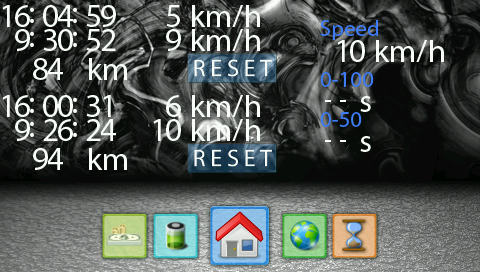 16: 04: 59 5 km/h
9: 30: 52 9 km/h
84 km RESET
16: 00: 31 6 km/h
9: 26: 24 10 km/h
94 km RESET
Speed
10 km/h
0-100
-- s
0-50
-- s